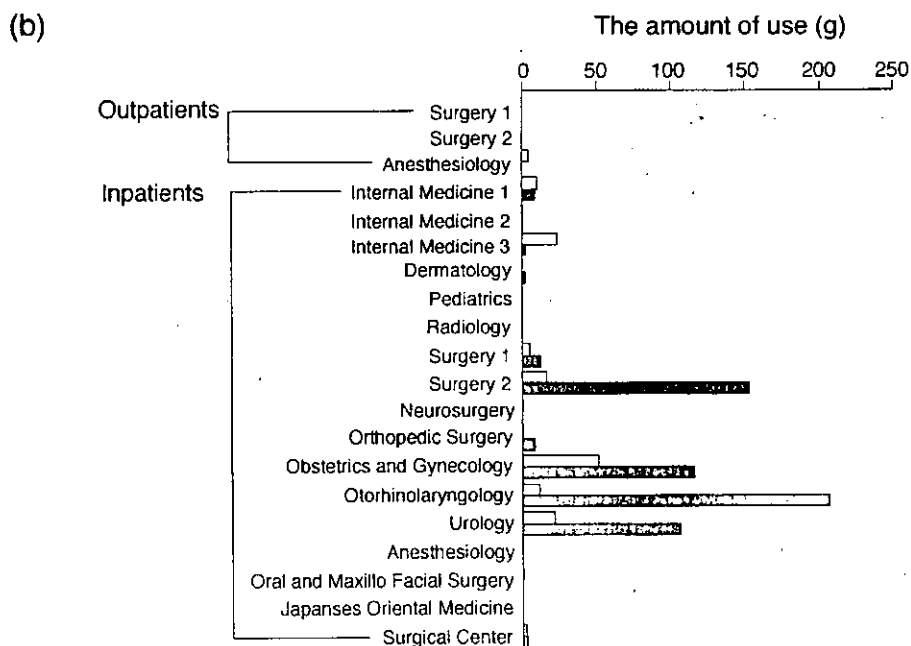 (b)
The amount of use (g)
0 50 100 150 200 250
Outpatients
Surgery 1
Surgery 2
Anesthesiology
Inpatients
Internal Medicine 1
Internal Medicine 2
Internal Medicine 3
Dermatology
Pediatrics
Radiology
Surgery 1
Surgery 2
Neurosurgery
Orthopedic Surgery
Obstetrics and Gynecology
Otorhinolaryngology
Urology
Anesthesiology
Oral and Maxillo Facial Surgery
Japanses Oriental Medicine
Surgical Center